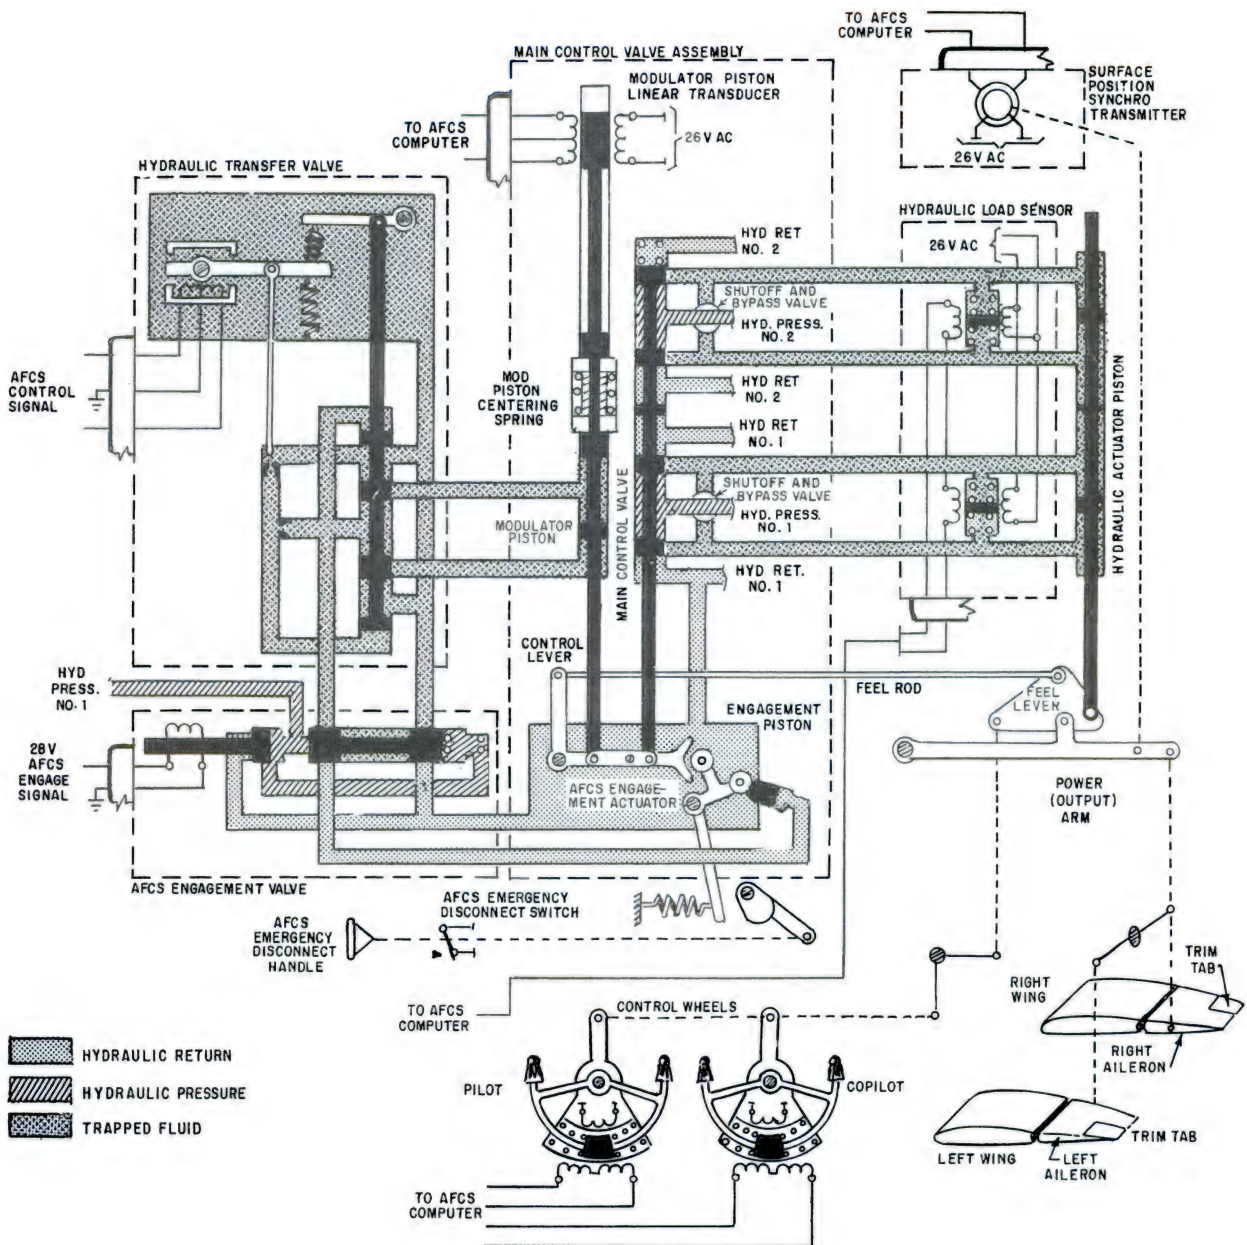 TO AFCS
COMPUTER
MAIN CONTROL VALVE ASSEMBLY
MODULATOR PISTON
LINEAR TRANSDUCER
SURFACE
POSITION
SYNCHRO
TRANSMITTER
TO AFCS
COMPUTER
26V AC
26V AC
HYDRAULIC TRANSFER VALVE
HYDRAULIC LOAD SENSOR
HYD RET
NO. 2
26V AC
SHUTOFF AND
BYPASS VALVE
HYD. PRESS.
NO. 2
AFCS
CONTROL
SIGNAL
MOD
PISTON
CENTERING
SPRING
HYD RET
NO. 2
HYD RET
NO. 1
SHUTOFF AND
BYPASS VALVE
HYD. PRESS.
NO. 1
MODULATOR
PISTON
MAIN CONTROL VALVE
HYDRAULIC ACTUATOR PISTON
HYD RET.
NO. 1
CONTROL
LEVER
HYD
PRESS.
NO. 1
FEEL ROD
FEEL
LEVER
ENGAGEMENT
PISTON
28V
AFCS
ENGAGE
SIGNAL
AFCS ENGAGE-
MENT ACTUATOR
POWER
(OUTPUT)
ARM
AFCS ENGAGEMENT VALVE
AFCS EMERGENCY
DISCONNECT SWITCH
AFCS
EMERGENCY
DISCONNECT
HANDLE
TO AFCS
COMPUTER
CONTROL WHEELS
RIGHT
WING
TRIM
TAB
RIGHT
AILERON
HYDRAULIC RETURN
HYDRAULIC PRESSURE
TRAPPED FLUID
PILOT
COPILOT
TRIM TAB
LEFT WING
LEFT
AILERON
TO AFCS
COMPUTER